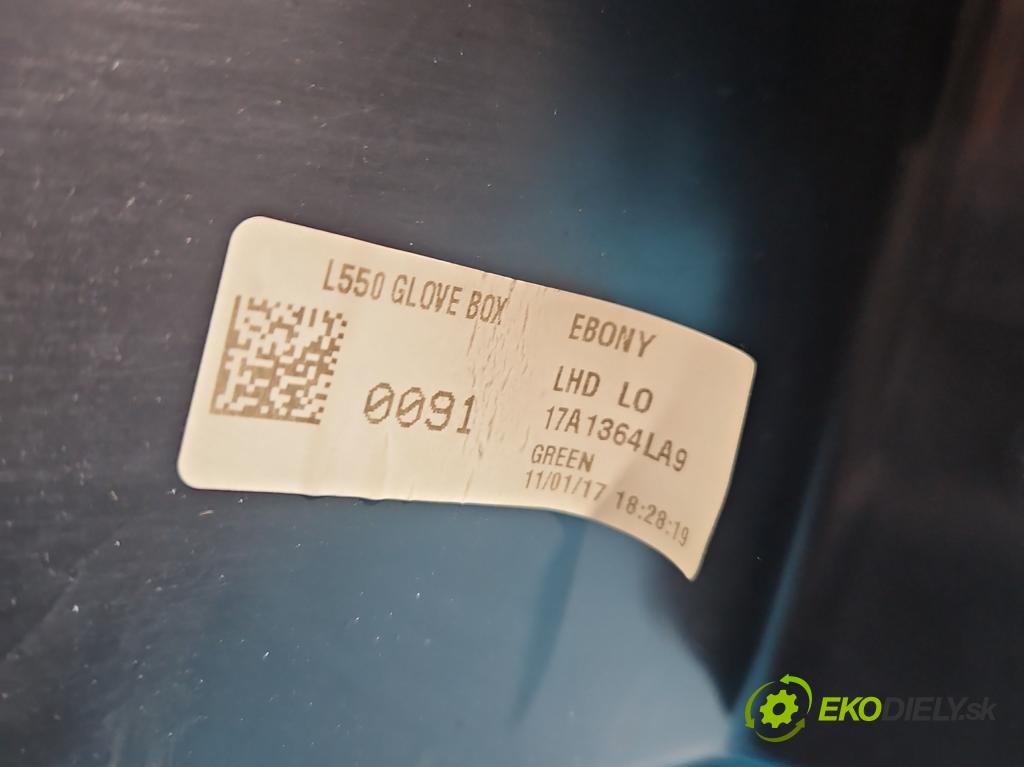 L550 GLOVE BOX
EBONY
0091
LHD LO
17A1364LA9
GREEN
11/01/17 18:28:19
EKODIELY.sk